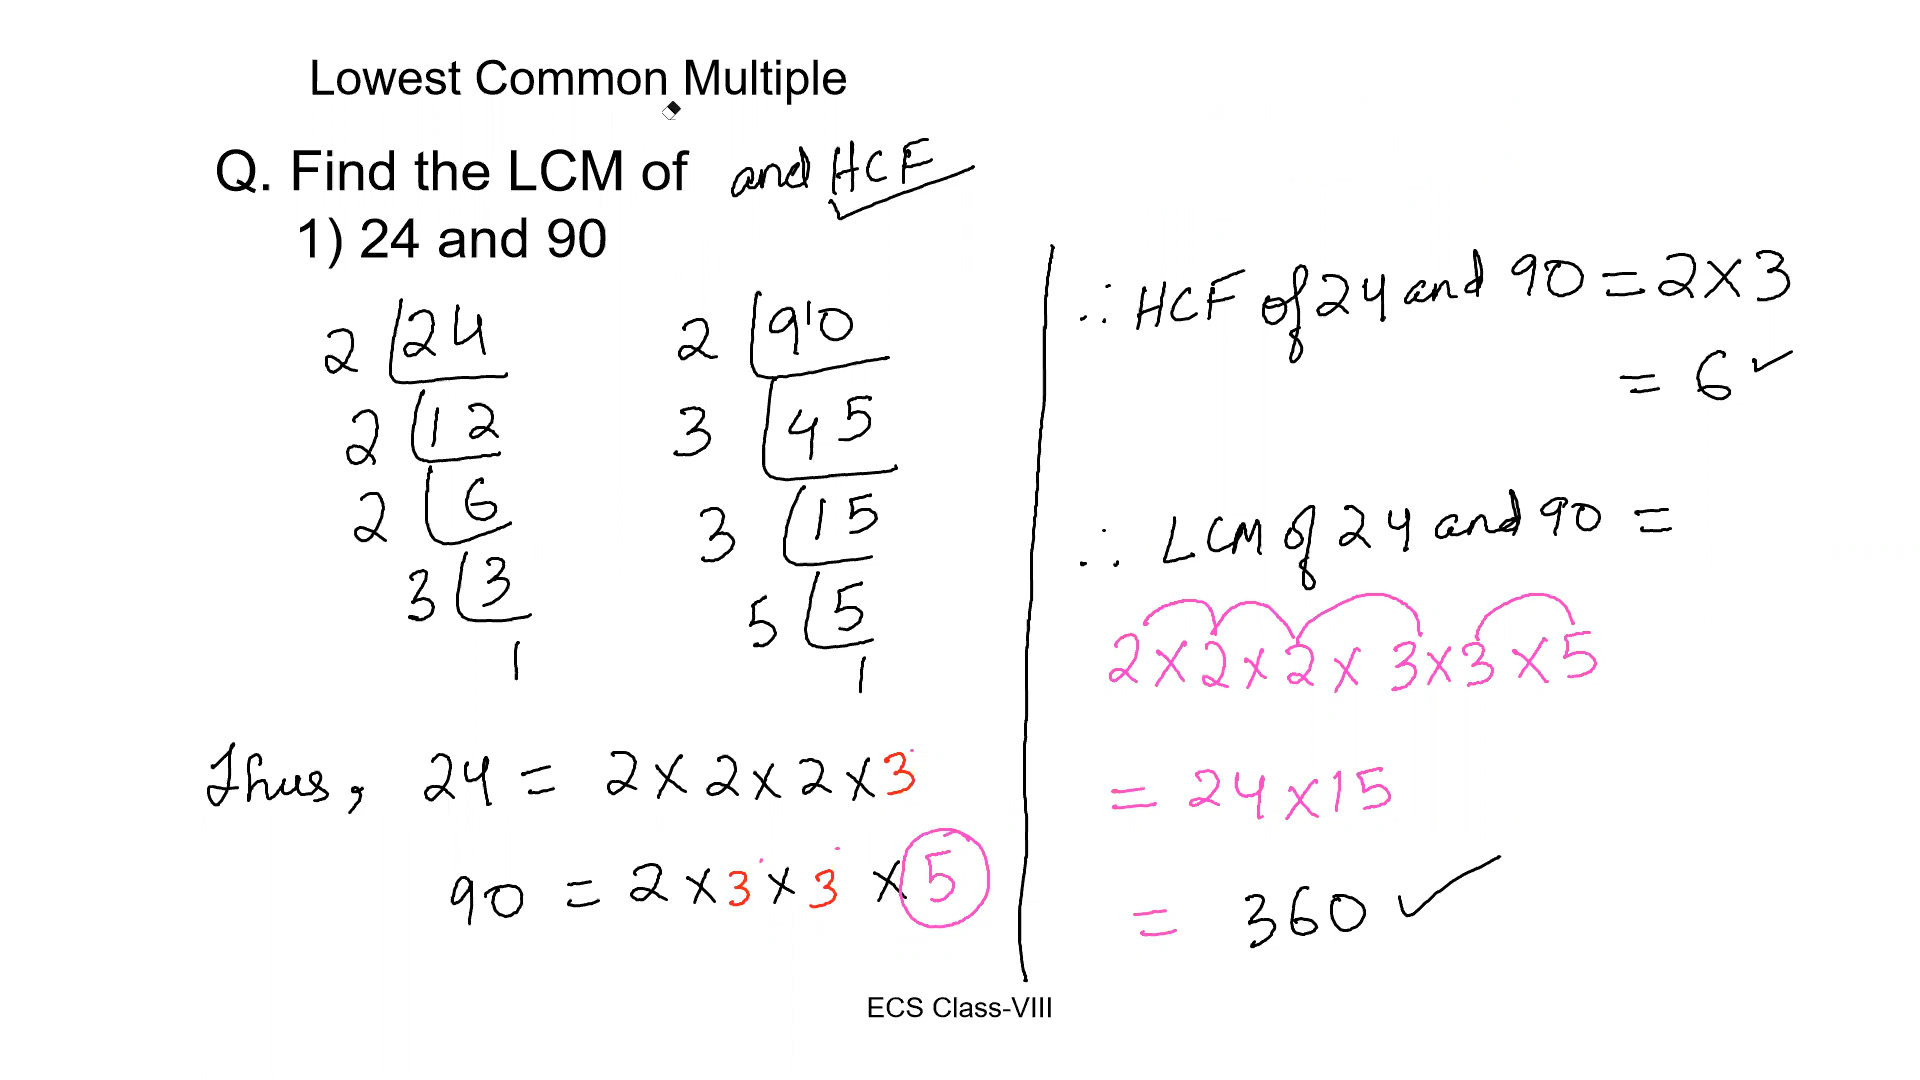 Lowest Common Multiple
Q. Find the LCM of and HCF
1) 24 and 90
2 24
2 12
2 6
3 3
1
2 90
3 45
3 15
5 5
1
Thus, 24 = 2 × 2 × 2 × 3
90 = 2 × 3 × 3 × 5
∴ HCF of 24 and 90 = 2 × 3
= 6 ✓
∴ LCM of 24 and 90 =
2 × 2 × 2 × 3 × 3 × 5
= 24 × 15
= 360 ✓
ECS Class-VIII